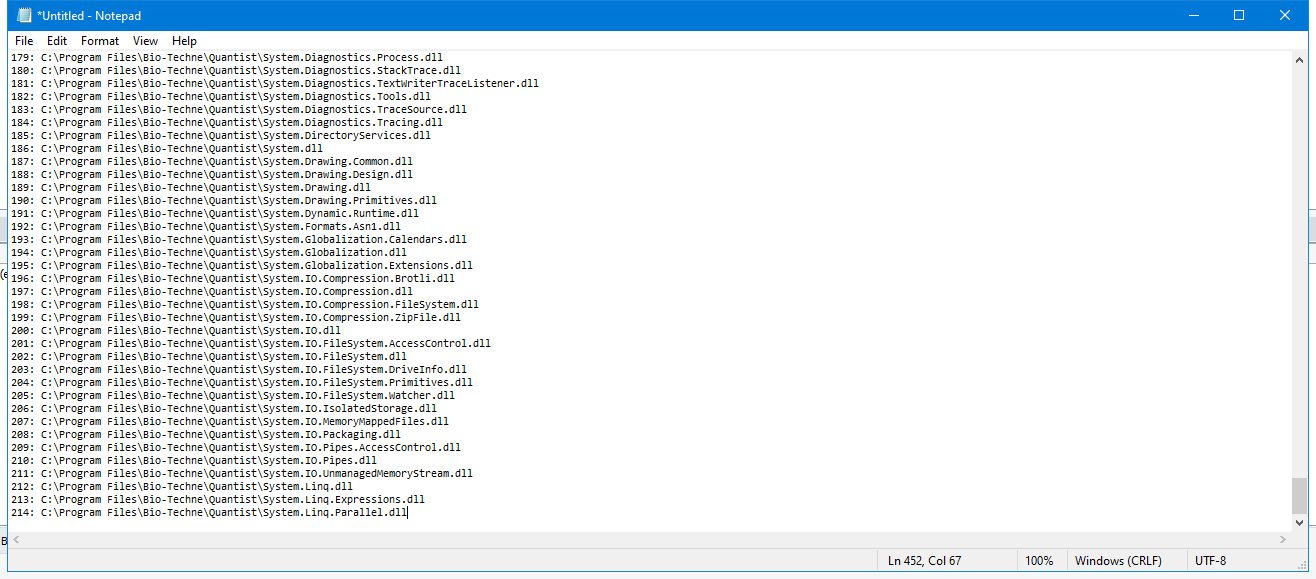 *Untitled - Notepad
File Edit Format View Help
179: C:\Program Files\Bio-Techne\Quantist\System.Diagnostics.Process.dll
180: C:\Program Files\Bio-Techne\Quantist\System.Diagnostics.StackTrace.dll
181: C:\Program Files\Bio-Techne\Quantist\System.Diagnostics.TextWriterTraceListener.dll
182: C:\Program Files\Bio-Techne\Quantist\System.Diagnostics.Tools.dll
183: C:\Program Files\Bio-Techne\Quantist\System.Diagnostics.TraceSource.dll
184: C:\Program Files\Bio-Techne\Quantist\System.Diagnostics.Tracing.dll
185: C:\Program Files\Bio-Techne\Quantist\System.DirectoryServices.dll
186: C:\Program Files\Bio-Techne\Quantist\System.dll
187: C:\Program Files\Bio-Techne\Quantist\System.Drawing.Common.dll
188: C:\Program Files\Bio-Techne\Quantist\System.Drawing.Design.dll
189: C:\Program Files\Bio-Techne\Quantist\System.Drawing.dll
190: C:\Program Files\Bio-Techne\Quantist\System.Drawing.Primitives.dll
191: C:\Program Files\Bio-Techne\Quantist\System.Dynamic.Runtime.dll
192: C:\Program Files\Bio-Techne\Quantist\System.Formats.Asn1.dll
193: C:\Program Files\Bio-Techne\Quantist\System.Globalization.Calendars.dll
194: C:\Program Files\Bio-Techne\Quantist\System.Globalization.dll
195: C:\Program Files\Bio-Techne\Quantist\System.Globalization.Extensions.dll
196: C:\Program Files\Bio-Techne\Quantist\System.IO.Compression.Brotli.dll
197: C:\Program Files\Bio-Techne\Quantist\System.IO.Compression.dll
198: C:\Program Files\Bio-Techne\Quantist\System.IO.Compression.FileSystem.dll
199: C:\Program Files\Bio-Techne\Quantist\System.IO.Compression.ZipFile.dll
200: C:\Program Files\Bio-Techne\Quantist\System.IO.dll
201: C:\Program Files\Bio-Techne\Quantist\System.IO.FileSystem.AccessControl.dll
202: C:\Program Files\Bio-Techne\Quantist\System.IO.FileSystem.dll
203: C:\Program Files\Bio-Techne\Quantist\System.IO.FileSystem.DriveInfo.dll
204: C:\Program Files\Bio-Techne\Quantist\System.IO.FileSystem.Primitives.dll
205: C:\Program Files\Bio-Techne\Quantist\System.IO.FileSystem.Watcher.dll
206: C:\Program Files\Bio-Techne\Quantist\System.IO.IsolatedStorage.dll
207: C:\Program Files\Bio-Techne\Quantist\System.IO.MemoryMappedFiles.dll
208: C:\Program Files\Bio-Techne\Quantist\System.IO.Packaging.dll
209: C:\Program Files\Bio-Techne\Quantist\System.IO.Pipes.AccessControl.dll
210: C:\Program Files\Bio-Techne\Quantist\System.IO.Pipes.dll
211: C:\Program Files\Bio-Techne\Quantist\System.IO.UnmanagedMemoryStream.dll
212: C:\Program Files\Bio-Techne\Quantist\System.Linq.dll
213: C:\Program Files\Bio-Techne\Quantist\System.Linq.Expressions.dll
214: C:\Program Files\Bio-Techne\Quantist\System.Linq.Parallel.dll
Ln 452, Col 67 100% Windows (CRLF) UTF-8